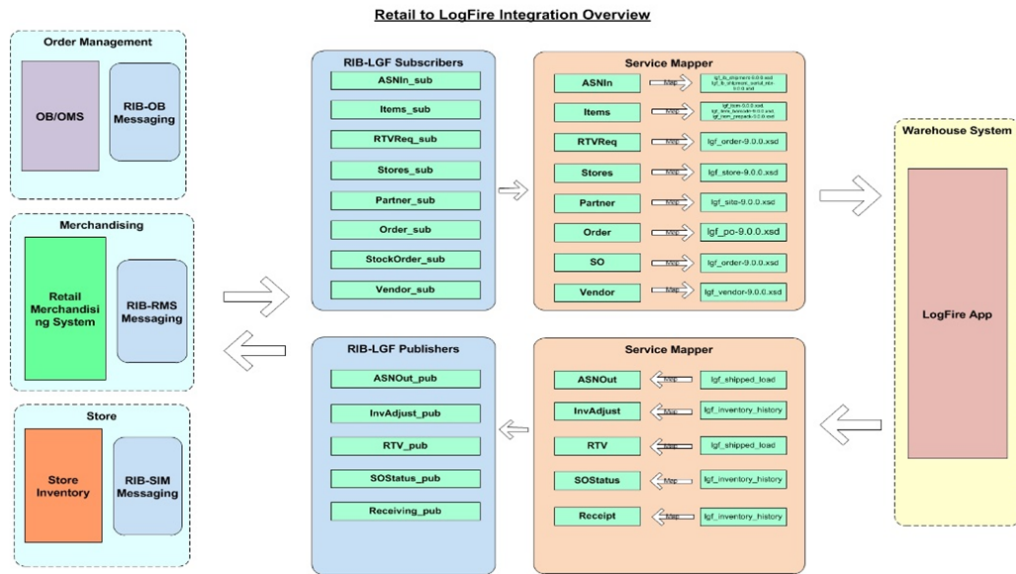 Retail to LogFire Integration Overview
Order Management
OB/OMS
RIB-OB
Messaging
Merchandising
Retail
Merchandisi
ng System
RIB-RMS
Messaging
Store
Store
Inventory
RIB-SIM
Messaging
RIB-LGF Subscribers
ASNIn_sub
Items_sub
RTVReq_sub
Stores_sub
Partner_sub
Order_sub
StockOrder_sub
Vendor_sub
Service Mapper
ASNIn
Map
Items
Map
RTVReq
Map
lgf_order-9.0.0.xsd
Stores
Map
lgf_store-9.0.0.xsd
Partner
Map
lgf_site-9.0.0.xsd
Order
Map
lgf_po-9.0.0.xsd
SO
Map
lgf_order-9.0.0.xsd
Vendor
Map
lgf_vendor-9.0.0.xsd
RIB-LGF Publishers
ASNOut_pub
InvAdjust_pub
RTV_pub
SOStatus_pub
Receiving_pub
Service Mapper
ASNOut
Map
lgf_shipped_load
InvAdjust
Map
lgf_inventory_history
RTV
Map
lgf_shipped_load
SOStatus
Map
lgf_inventory_history
Receipt
Map
lgf_inventory_history
Warehouse System
LogFire App